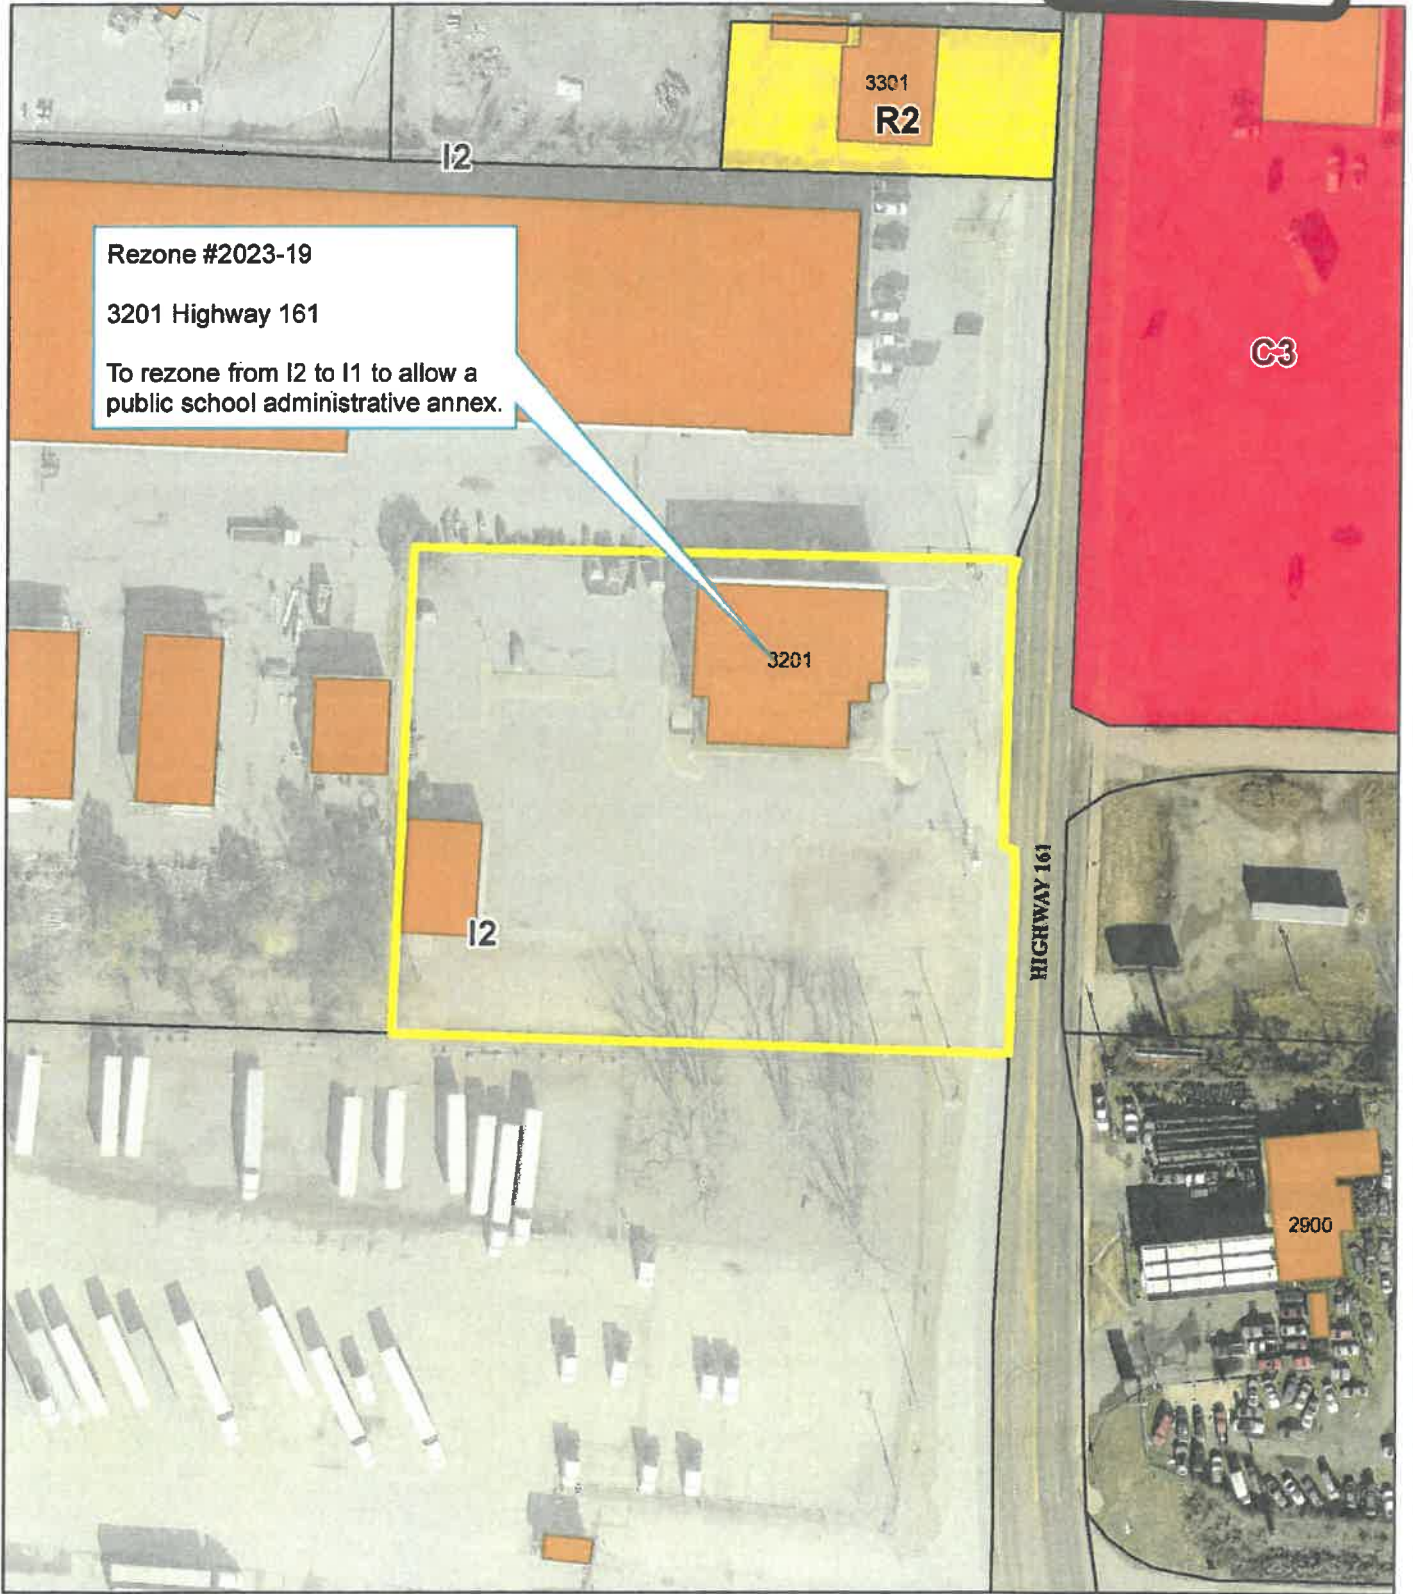 3301
R2
I2
Rezone #2023-19
3201 Highway 161
To rezone from I2 to I1 to allow a
public school administrative annex.
C3
3201
I2
HIGHWAY 161
2900